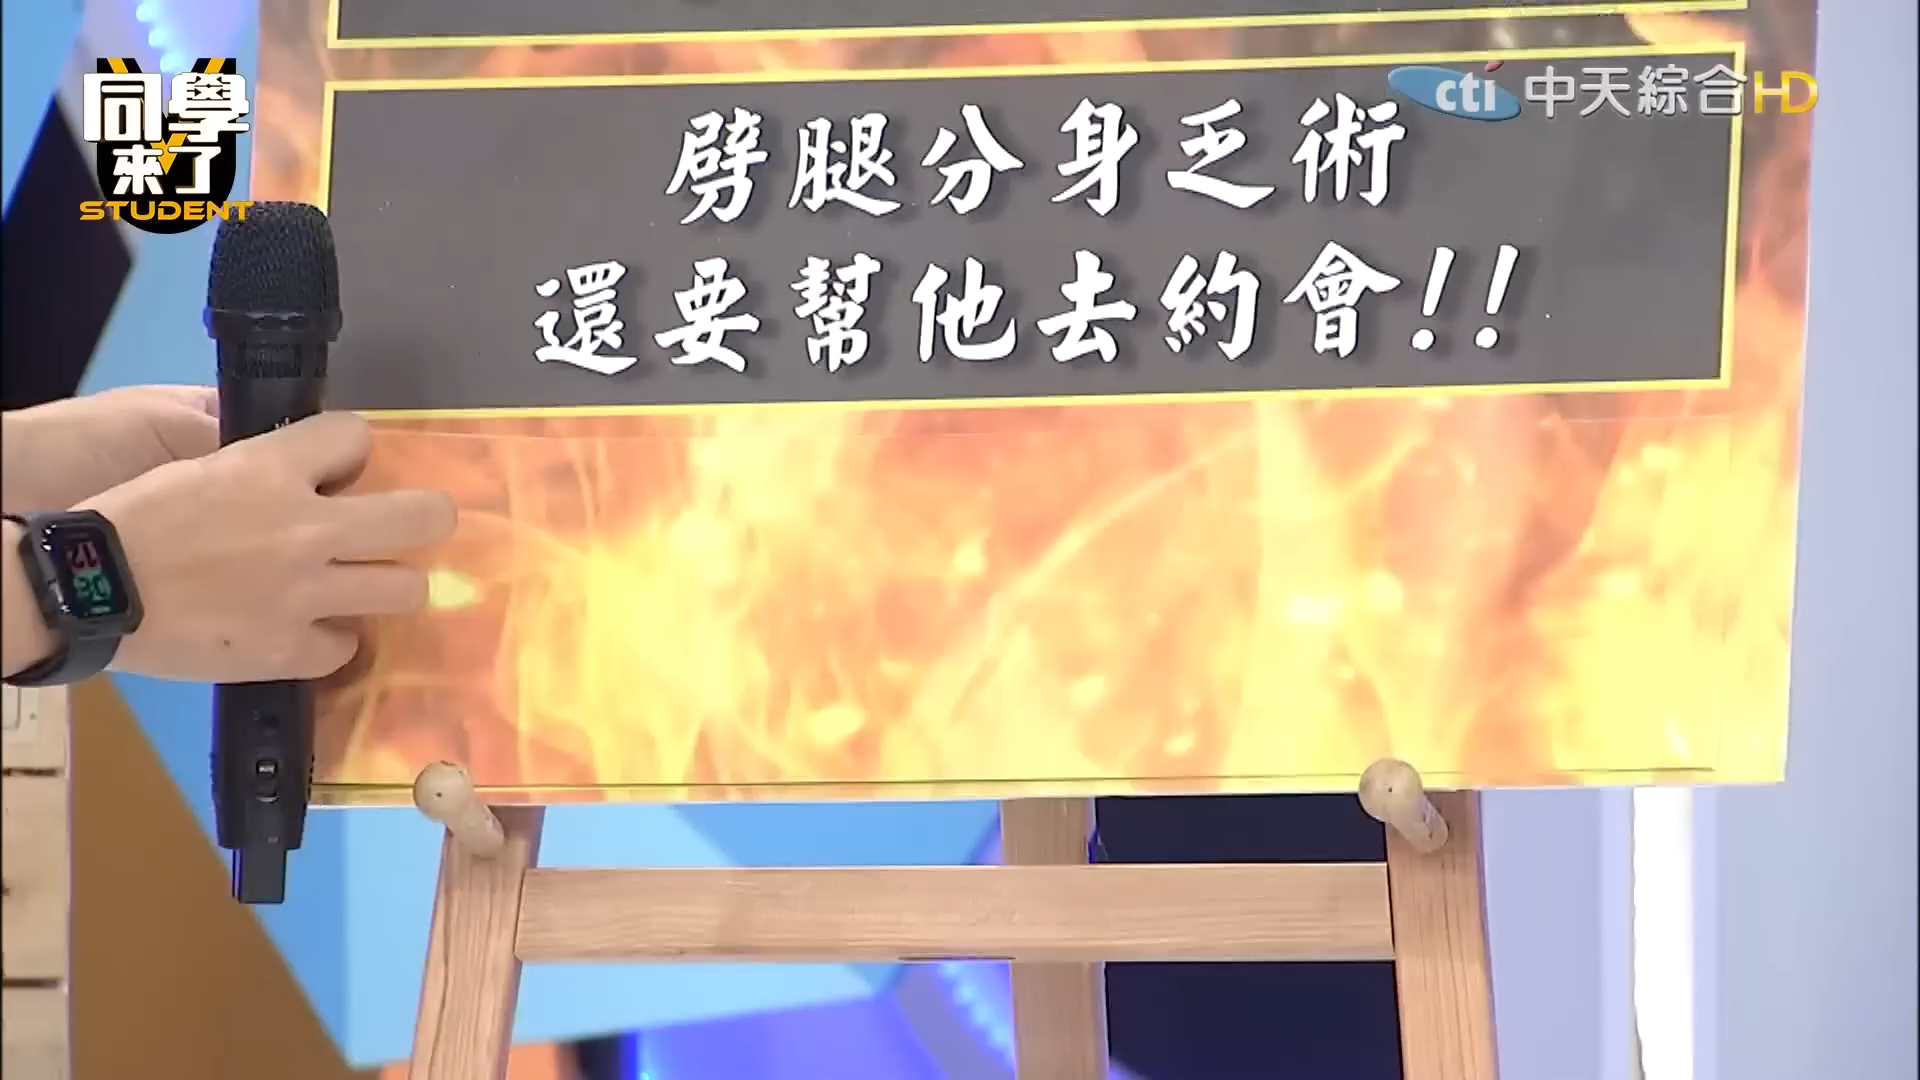 同學
來了
STUDENT
cti 中天綜合HD
劈腿分身乏術
還要幫他去約會!!